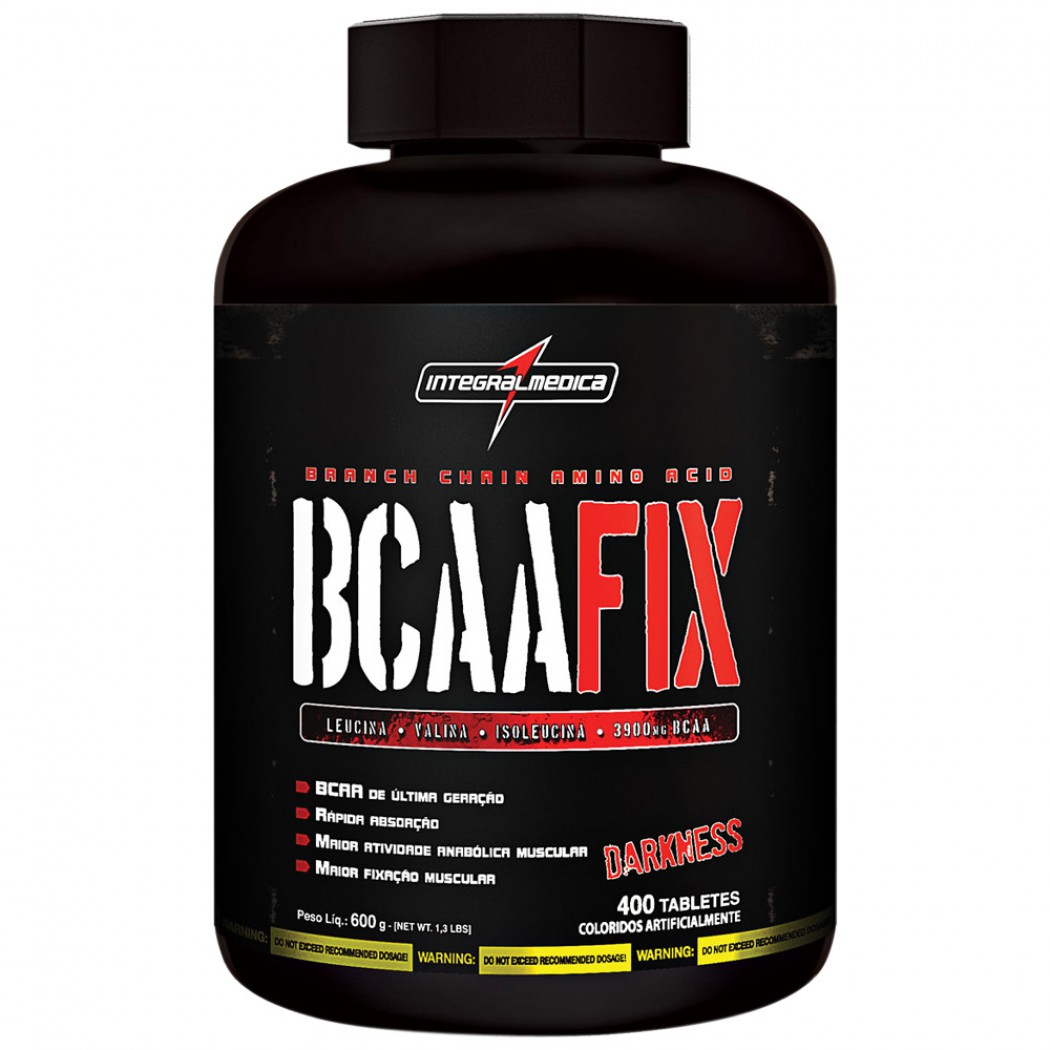 INTEGRALMEDICA
BRANCH CHAIN AMINO ACID
BCAAFIX
LEUCINA • VALINA • ISOLEUCINA • 3900MG BCAA
BCAA DE ÚLTIMA GERAÇÃO
RÁPIDA ABSORÇÃO
MAIOR ATIVIDADE ANABÓLICA MUSCULAR
MAIOR FIXAÇÃO MUSCULAR
DARKNESS
400 TABLETES
COLORIDOS ARTIFICIALMENTE
Peso Líq.: 600 g - [NET WT. 1,3 LBS]
WARNING: DO NOT EXCEED RECOMMENDED DOSAGE! WARNING: DO NOT EXCEED RECOMMENDED DOSAGE! WARNING: DO NOT EXCEED RECOMMENDED DOSAGE!